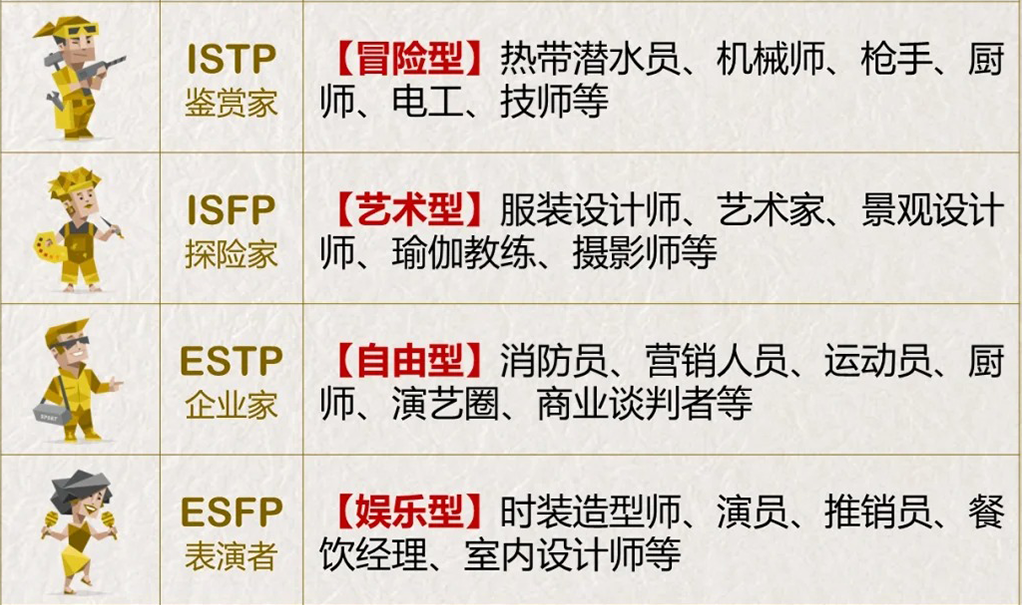 ISTP
鉴赏家
【冒险型】热带潜水员、机械师、枪手、厨
师、电工、技师等
ISFP
探险家
【艺术型】服装设计师、艺术家、景观设计
师、瑜伽教练、摄影师等
ESTP
企业家
【自由型】消防员、营销人员、运动员、厨
师、演艺圈、商业谈判者等
SPORT
ESFP
表演者
【娱乐型】时装造型师、演员、推销员、餐
饮经理、室内设计师等